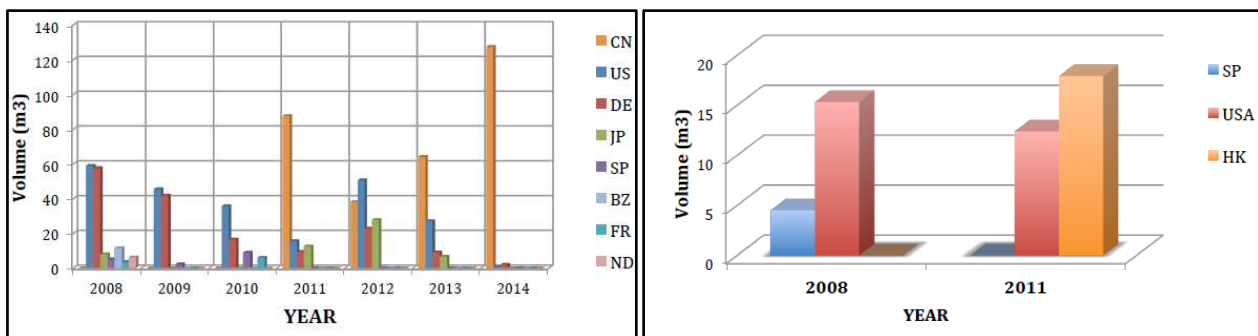 Volume (m3)
140
120
100
80
60
40
20
0
2008 2009 2010 2011 2012 2013 2014
YEAR
CN
US
DE
JP
SP
BZ
FR
ND
Volume (m3)
20
15
10
5
0
2008 2011
YEAR
SP
USA
HK